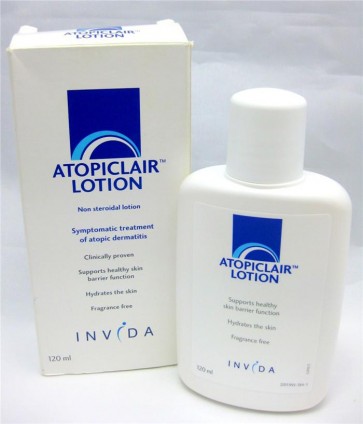 ATOPICLAIR™
LOTION
Non steroidal lotion
Symptomatic treatment
of atopic dermatitis
Clinically proven
Supports healthy skin
barrier function
Hydrates the skin
Fragrance free
INVIDA
120 ml
ATOPICLAIR™
LOTION
Supports healthy
skin barrier function
Hydrates the skin
Fragrance free
INVIDA
120 ml